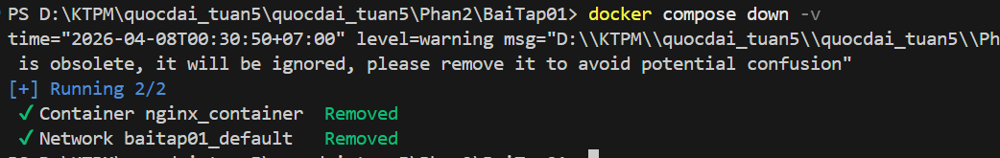 PS D:\KTPM\quocdai_tuan5\quocdai_tuan5\Phan2\BaiTap01> docker compose down -v
time="2026-04-08T00:30:50+07:00" level=warning msg="D:\\KTPM\\quocdai_tuan5\\quocdai_tuan5\\Ph
is obsolete, it will be ignored, please remove it to avoid potential confusion"
[+] Running 2/2
✓ Container nginx_container Removed
✓ Network baitap01_default Removed